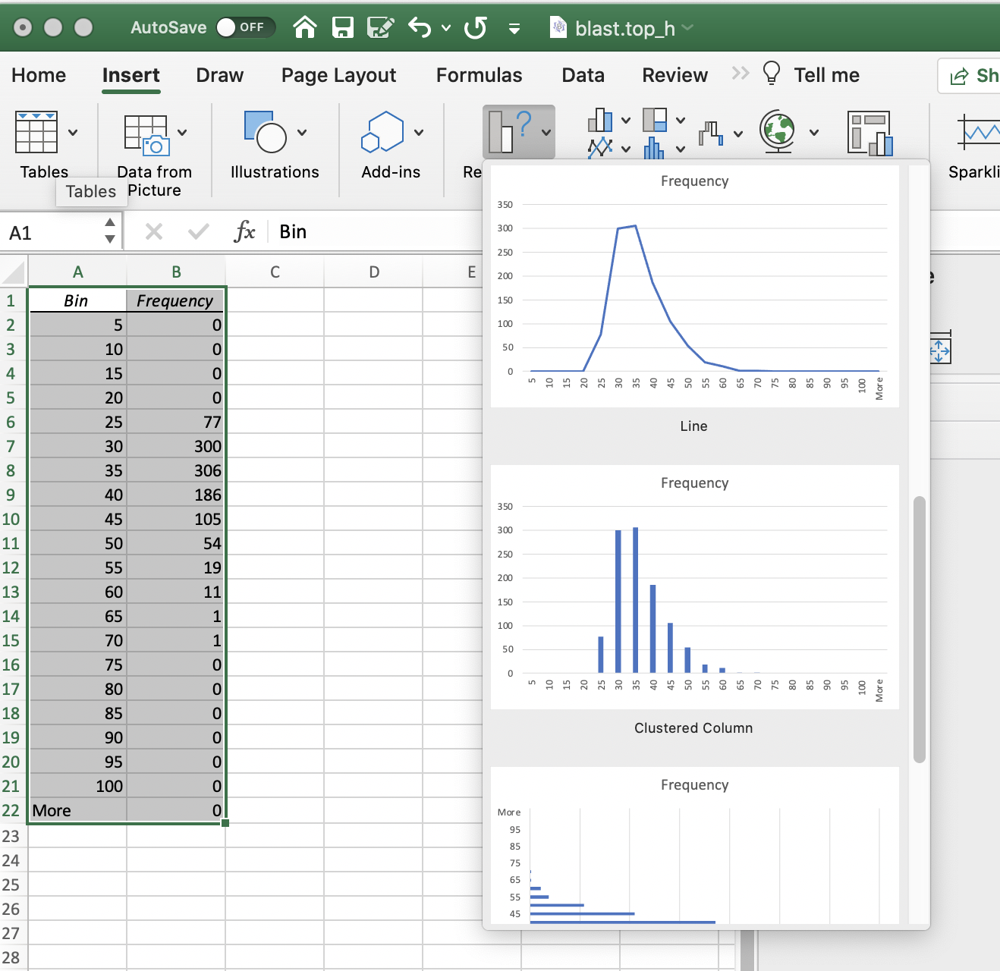 AutoSave OFF blast.top_h
Home Insert Draw Page Layout Formulas Data Review Tell me Sh
Tables Data from Picture Illustrations Add-ins Re Sparkli
Tables
A1 fx Bin
A B C D E
1 Bin Frequency
2 5 0
3 10 0
4 15 0
5 20 0
6 25 77
7 30 300
8 35 306
9 40 186
10 45 105
11 50 54
12 55 19
13 60 11
14 65 1
15 70 1
16 75 0
17 80 0
18 85 0
19 90 0
20 95 0
21 100 0
22 More 0
23
24
25
26
27
28
Frequency
350
300
250
200
150
100
50
0
5 10 15 20 25 30 35 40 45 50 55 60 65 70 75 80 85 90 95 100 More
Line
Frequency
350
300
250
200
150
100
50
0
5 10 15 20 25 30 35 40 45 50 55 60 65 70 75 80 85 90 95 100 More
Clustered Column
Frequency
More
95
85
75
65
55
45